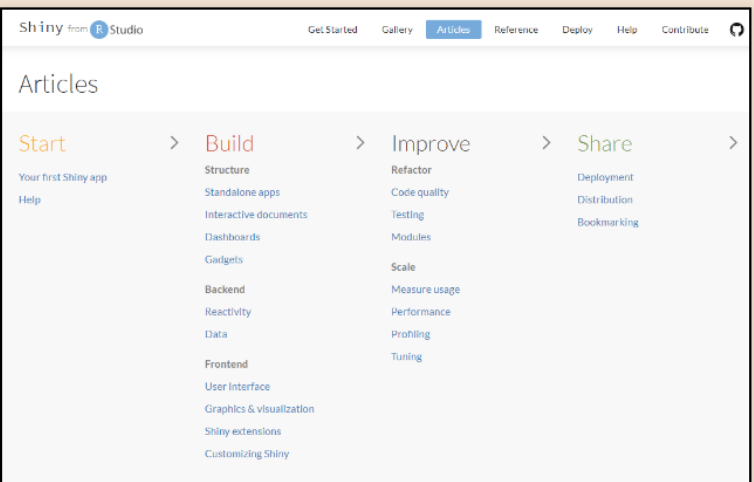 Shiny from R Studio
Get Started Gallery Articles Reference Deploy Help Contribute
Articles
Start
Your first Shiny app
Help
Build
Structure
Standalone apps
Interactive documents
Dashboards
Gadgets
Backend
Reactivity
Data
Frontend
User Interface
Graphics & visualization
Shiny extensions
Customizing Shiny
Improve
Refactor
Code quality
Testing
Modules
Scale
Measure usage
Performance
Profiling
Tuning
Share
Deployment
Distribution
Bookmarking